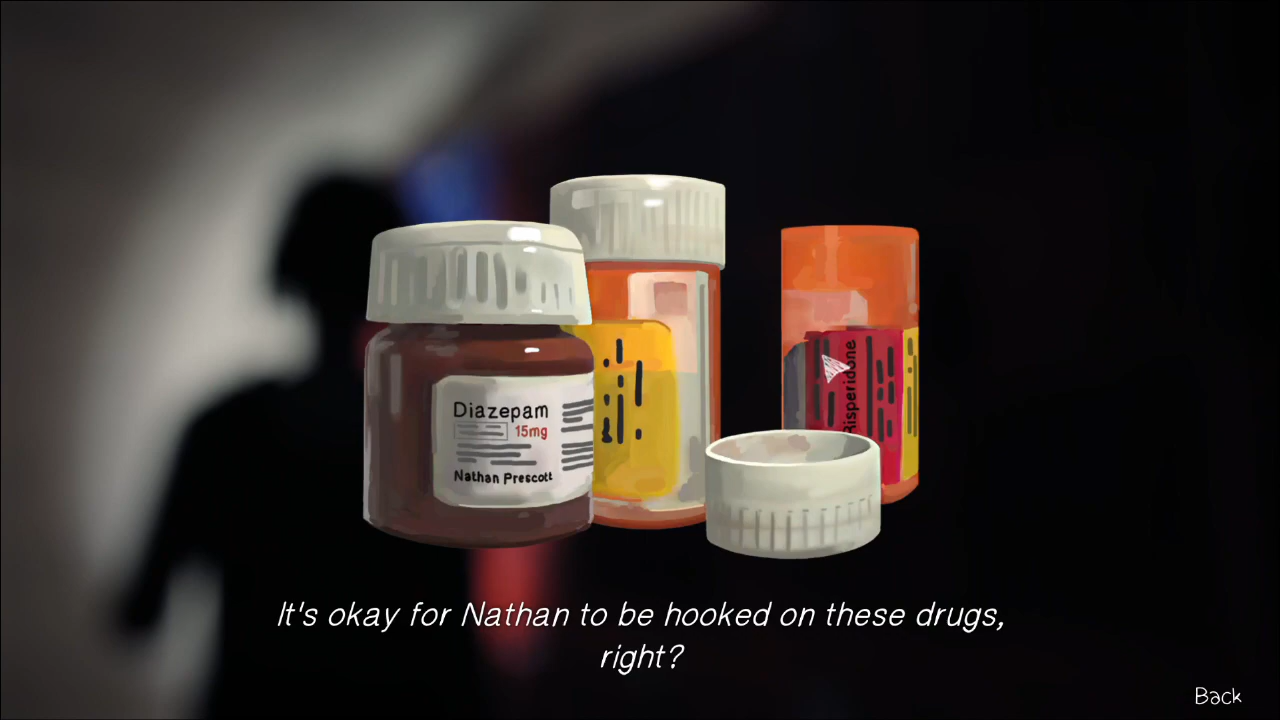 Diazepam
15mg
Nathan Prescott
Risperidone
It's okay for Nathan to be hooked on these drugs,
right?
Back